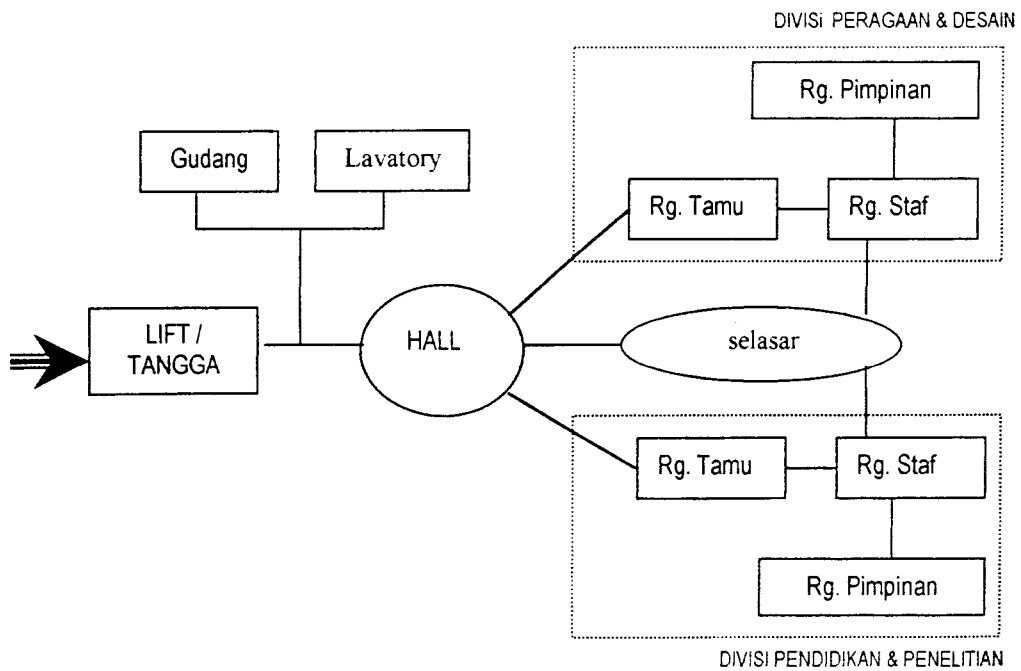 DIVISi PERAGAAN & DESAIN
Rg. Pimpinan
Gudang
Lavatory
Rg. Tamu
Rg. Staf
LIFT /
TANGGA
HALL
selasar
Rg. Tamu
Rg. Staf
Rg. Pimpinan
DIVISI PENDIDIKAN & PENELITIAN